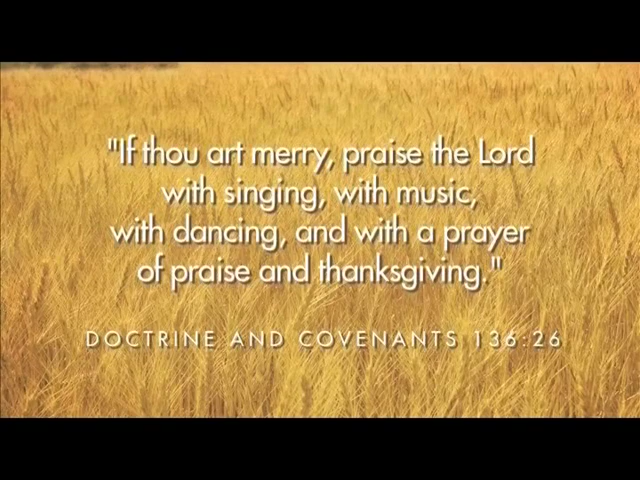 "If thou art merry, praise the Lord
with singing, with music,
with dancing, and with a prayer
of praise and thanksgiving."
DOCTRINE AND COVENANTS 136:26